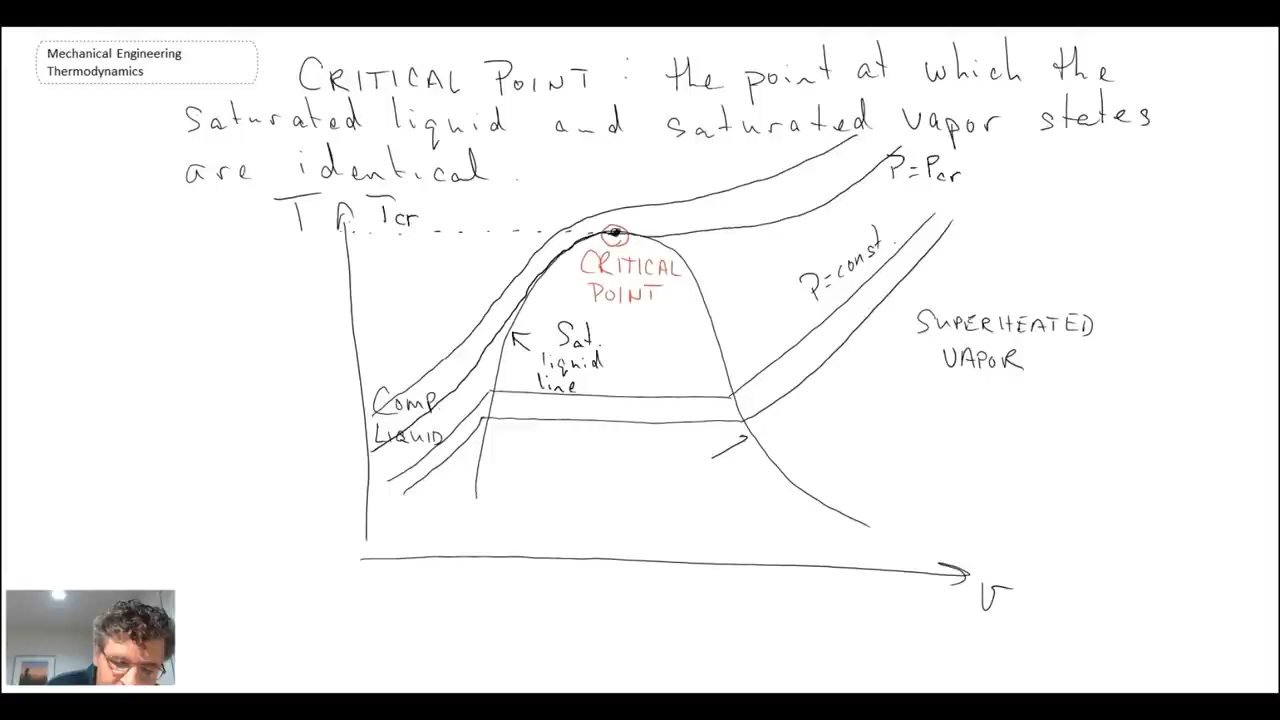 Mechanical Engineering
Thermodynamics
CRITICAL POINT : the point at which the
saturated liquid and saturated vapor states
are identical.
T
Tcr
P=Pcr
CRITICAL
POINT
P=const.
Sat.
liquid
line
SUPERHEATED
VAPOR
Comp.
LIQUID
v